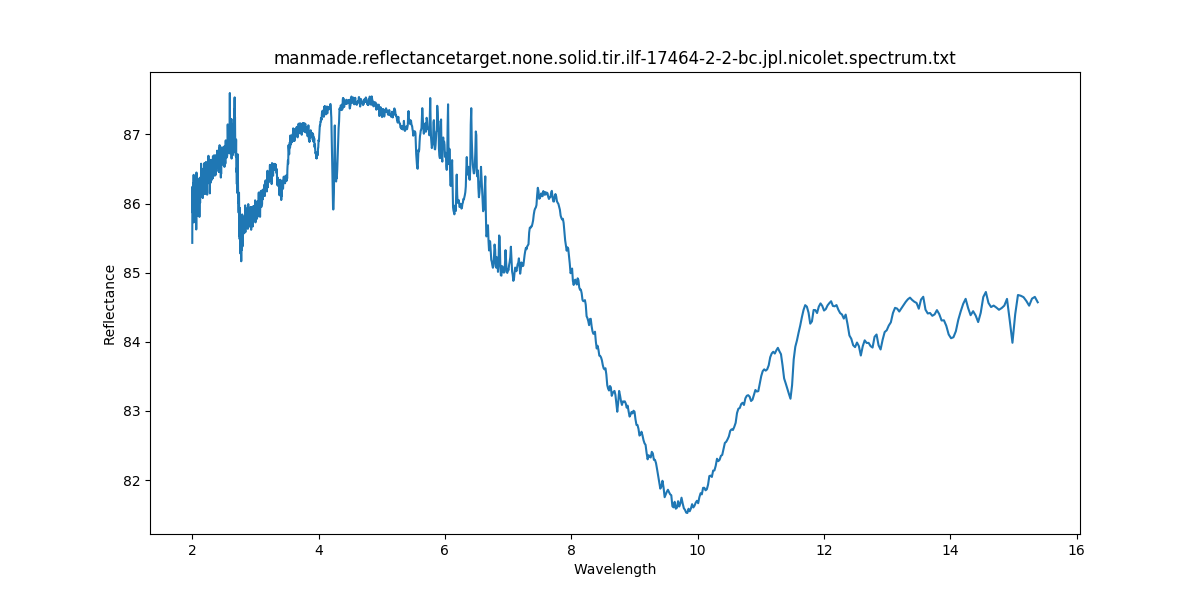 manmade.reflectancetarget.none.solid.tir.ilf-17464-2-2-bc.jpl.nicolet.spectrum.txt
87
86
85
84
83
82
Reflectance
2 4 6 8 10 12 14 16
Wavelength